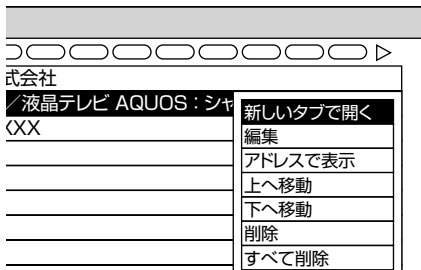 式会社
／液晶テレビ AQUOS：シャ
XXX
新しいタブで開く
編集
アドレスで表示
上へ移動
下へ移動
削除
すべて削除